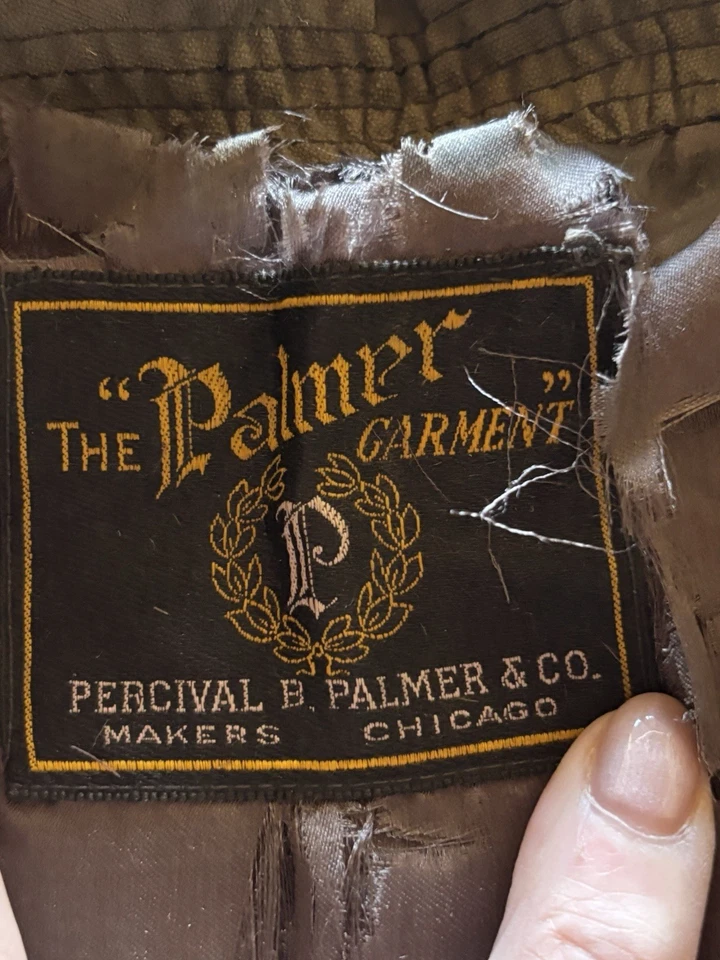 THE "Palmer GARMENT"
P
PERCIVAL B. PALMER & CO.
MAKERS CHICAGO